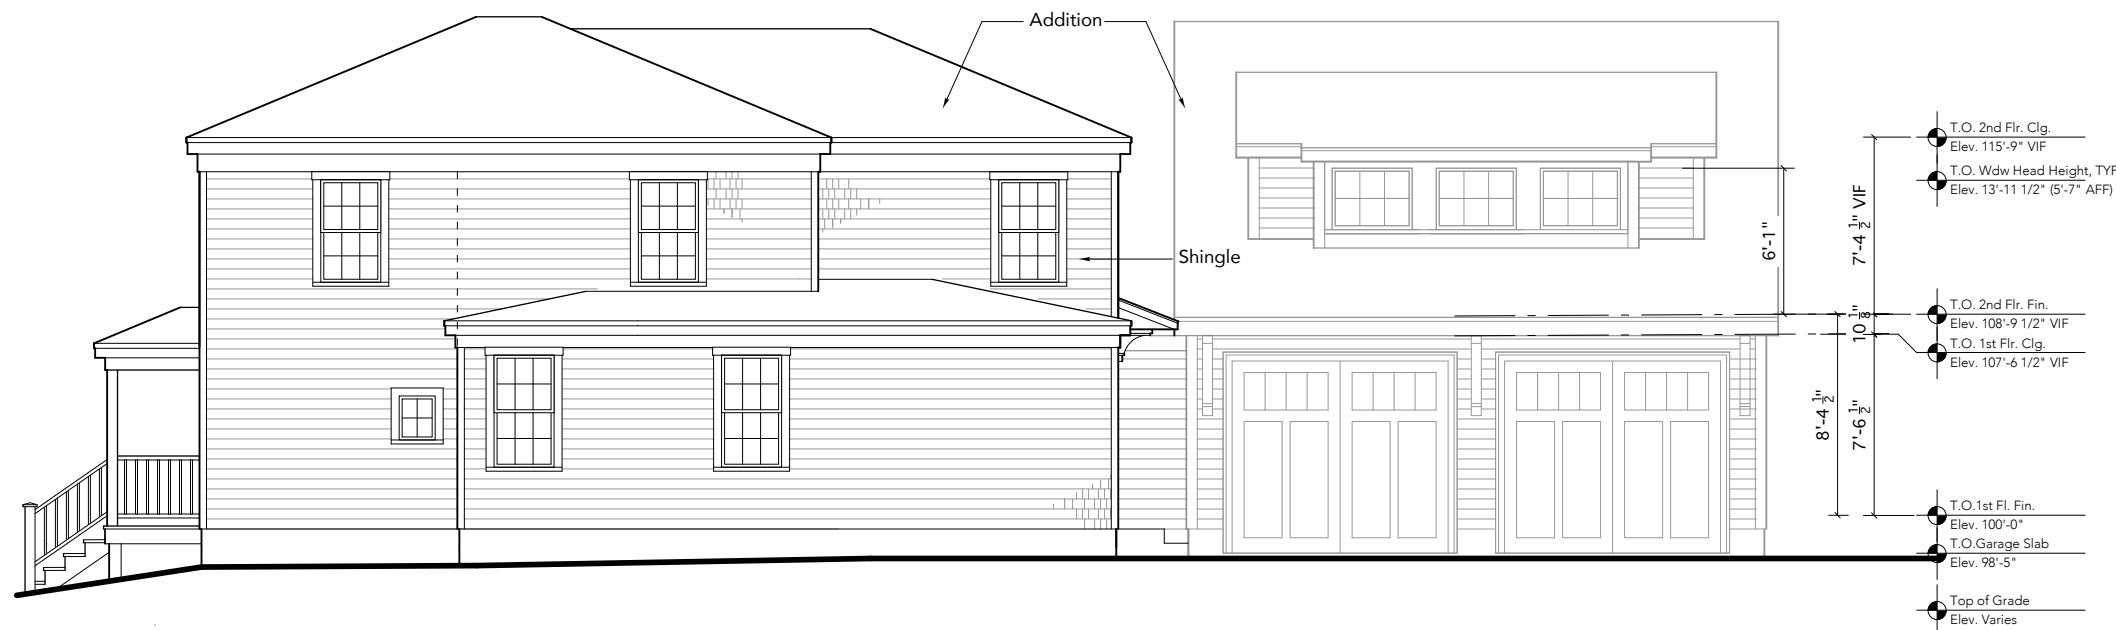 Addition
Shingle
T.O. 2nd Flr. Clg.
Elev. 115'-9" VIF
T.O. Wdw Head Height, TYP
Elev. 13'-11 1/2" (5'-7" AFF)
T.O. 2nd Flr. Fin.
Elev. 108'-9 1/2" VIF
T.O. 1st Flr. Clg.
Elev. 107'-6 1/2" VIF
T.O.1st Fl. Fin.
Elev. 100'-0"
T.O.Garage Slab
Elev. 98'-5"
Top of Grade
Elev. Varies
6'-1"
7'-4 1/2" VIF
10 1/8"
8'-4 1/2"
7'-6 1/2"